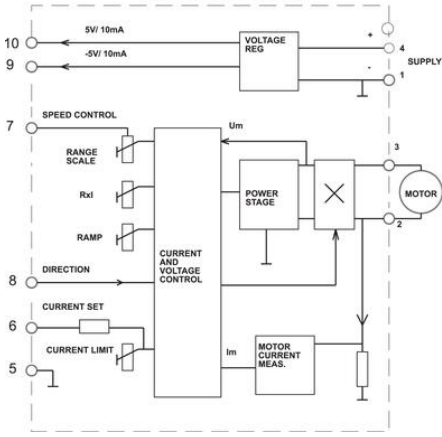 5V/ 10mA
10
-5V/ 10mA
9
VOLTAGE
REG
+
4
-
1
SUPPLY
SPEED CONTROL
7
RANGE
SCALE
RxI
RAMP
DIRECTION
8
CURRENT SET
6
CURRENT LIMIT
5
CURRENT
AND
VOLTAGE
CONTROL
Um
POWER
STAGE
3
MOTOR
2
Im
MOTOR
CURRENT
MEAS.